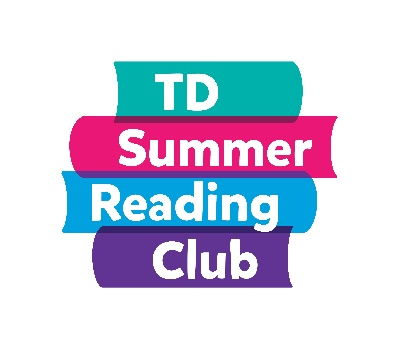 TD
Summer
Reading
Club